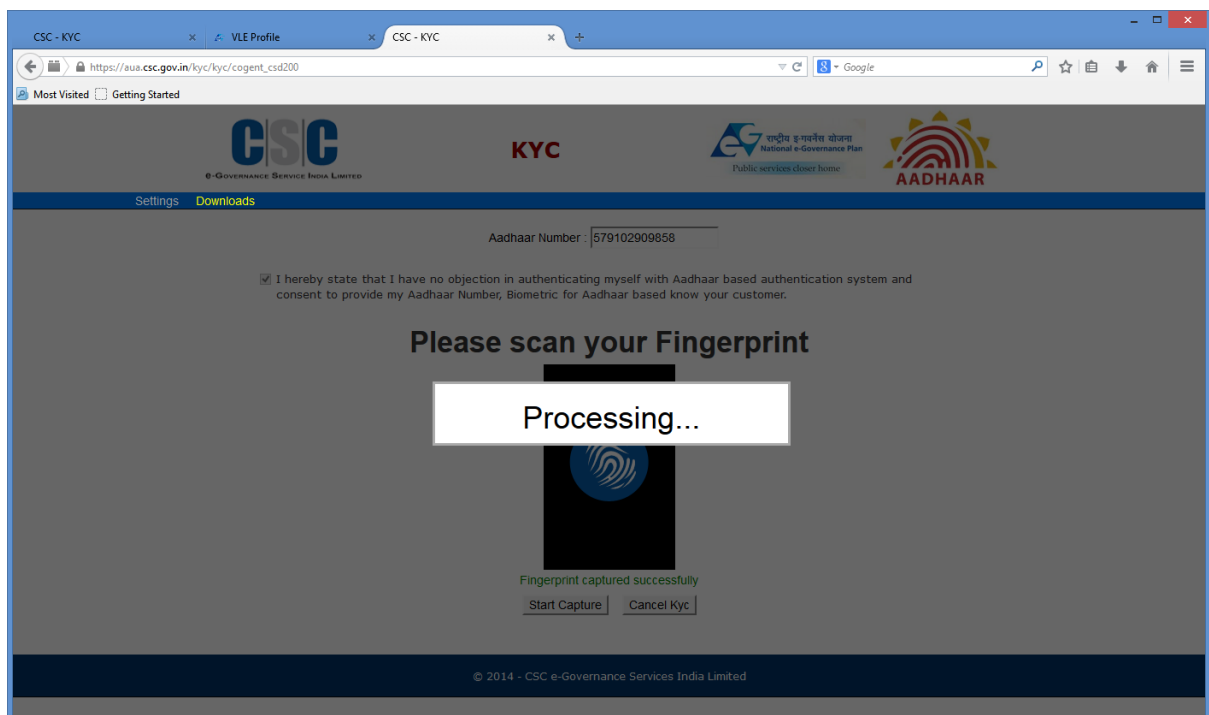 CSC - KYC × VLE Profile × CSC - KYC × +
https://aua.csc.gov.in/kyc/kyc/cogent_csd200 8 Google
Most Visited Getting Started
C|S|C
e-Governance Service India Limited
KYC
राष्ट्रीय इ-गवर्नेंस योजना
National e-Governance Plan
Public services closer home
AADHAAR
Settings Downloads
Aadhaar Number : 579102909858
I hereby state that I have no objection in authenticating myself with Aadhaar based authentication system and
consent to provide my Aadhaar Number, Biometric for Aadhaar based know your customer.
Please scan your Fingerprint
Processing...
Fingerprint captured successfully
Start Capture Cancel Kyc
© 2014 - CSC e-Governance Services India Limited